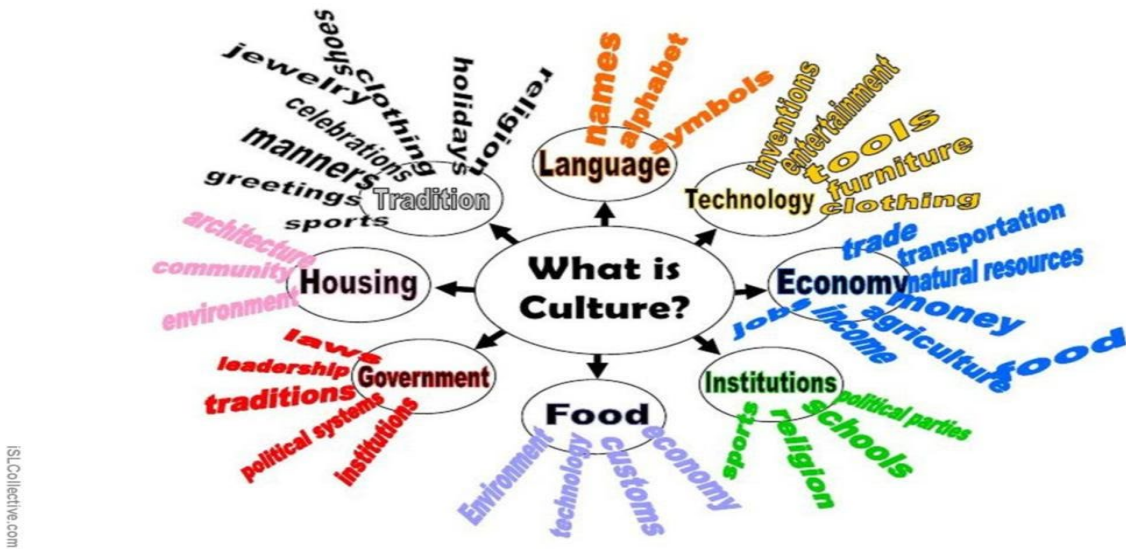 What is
Culture?
Language
names
alphabet
symbols
Technology
inventions
entertainment
tools
furniture
clothing
Economy
trade
transportation
natural resources
money
food
agriculture
income
jobs
Institutions
political parties
schools
religion
sports
Food
economy
customs
technology
Environment
Government
laws
leadership
traditions
political systems
institutions
Housing
architecture
community
environment
Tradition
sports
greetings
manners
celebrations
jewelry
shoes
clothing
holidays
religion
iSLCollective.com